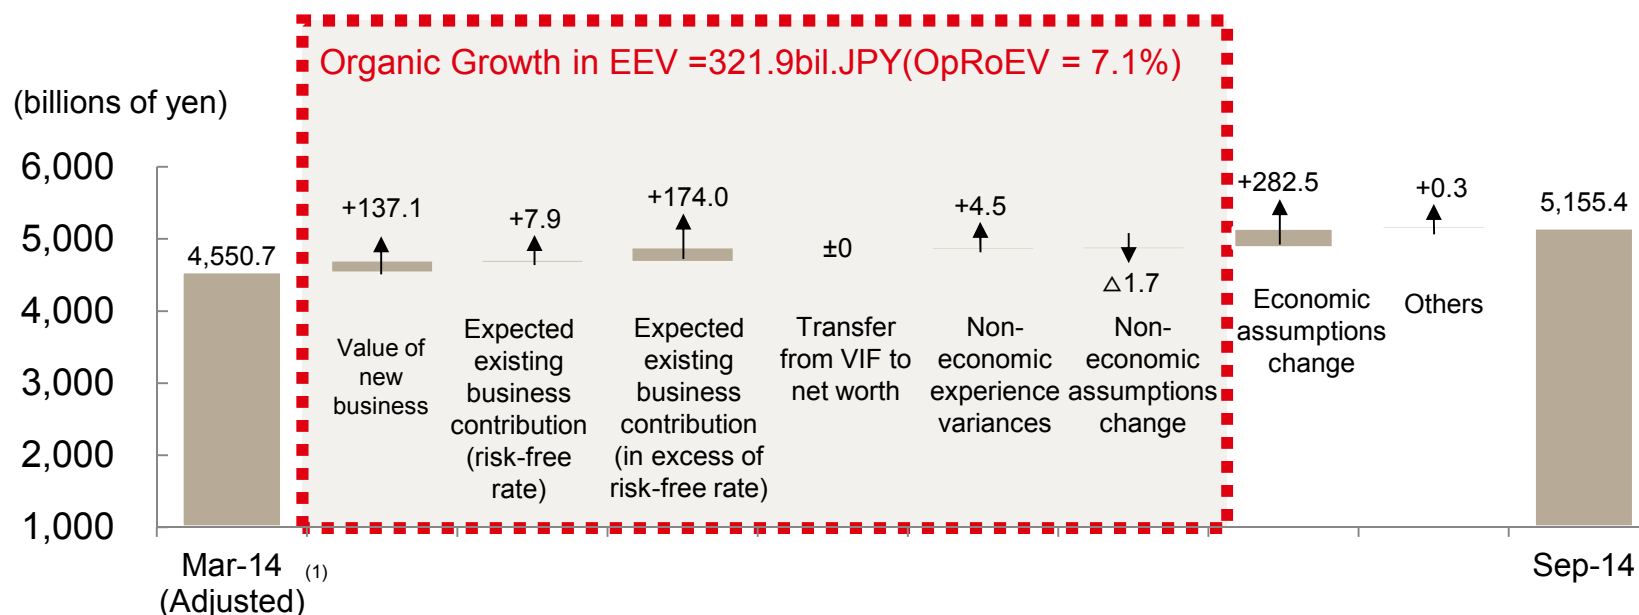 Organic Growth in EEV =321.9bil.JPY(OpRoEV = 7.1%)
(billions of yen)
6,000
5,000
4,000
3,000
2,000
1,000
4,550.7
+137.1
+7.9
+174.0
±0
+4.5
△1.7
+282.5
+0.3
5,155.4
Value of
new
business
Expected
existing
business
contribution
(risk-free
rate)
Expected
existing
business
contribution
(in excess of
risk-free rate)
Transfer
from VIF to
net worth
Non-
economic
experience
variances
Non-
economic
assumptions
change
Economic
assumptions
change
Others
Mar-14 (1)
(Adjusted)
Sep-14